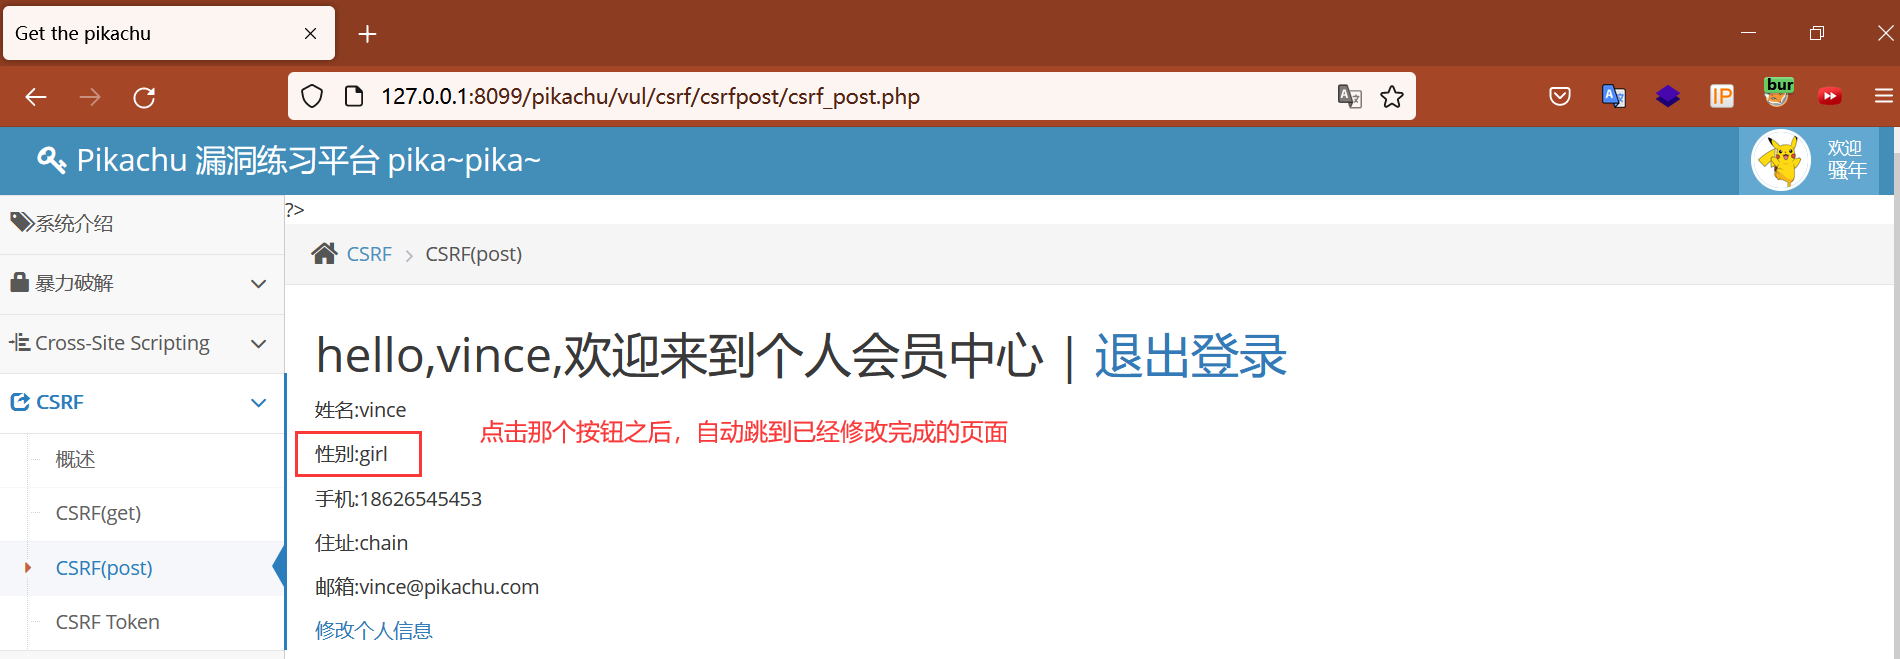 Get the pikachu
127.0.0.1:8099/pikachu/vul/csrf/csrfpost/csrf_post.php
IP
bur
Pikachu 漏洞练习平台 pika~pika~
欢迎
骚年
系统介绍
?>
CSRF > CSRF(post)
暴力破解
Cross-Site Scripting
hello,vince,欢迎来到个人会员中心 | 退出登录
CSRF
姓名:vince
点击那个按钮之后，自动跳到已经修改完成的页面
性别:girl
概述
手机:18626545453
CSRF(get)
住址:chain
CSRF(post)
邮箱:vince@pikachu.com
CSRF Token
修改个人信息